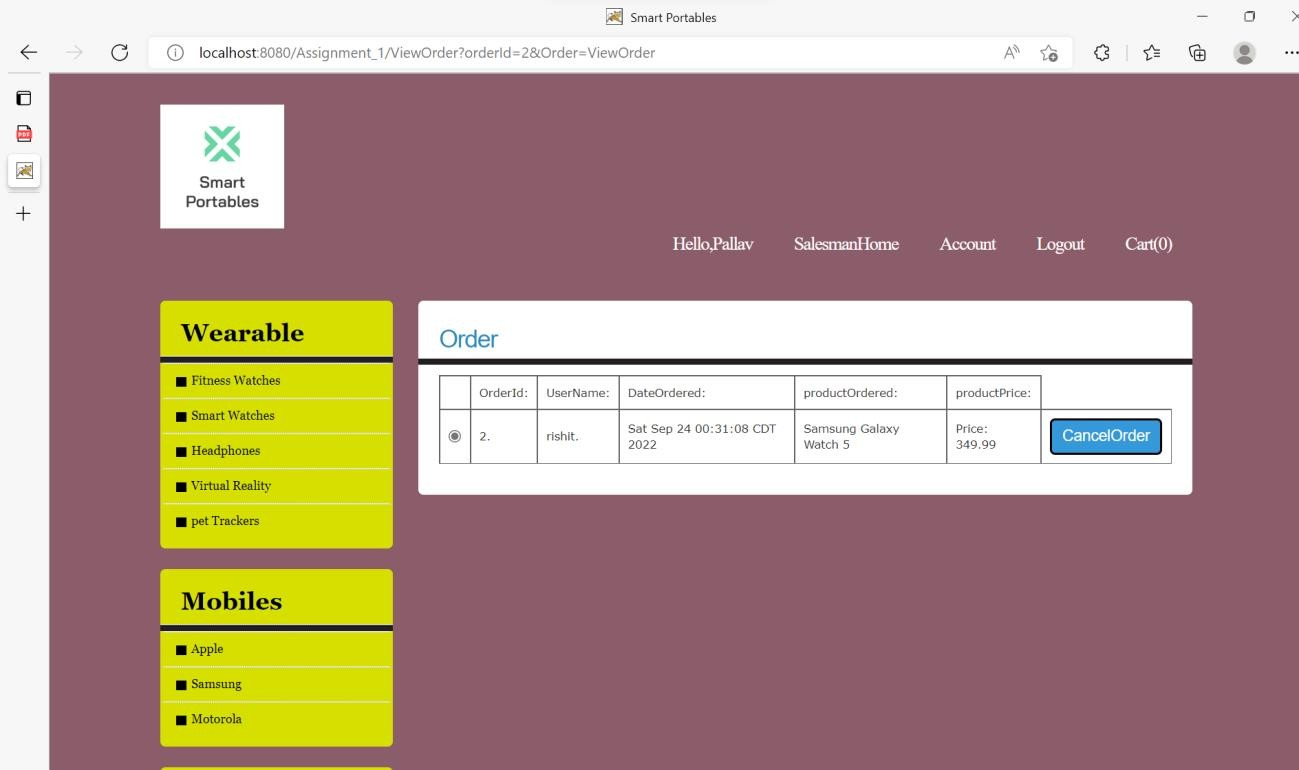 Smart Portables
localhost:8080/Assignment_1/ViewOrder?orderId=2&Order=ViewOrder
PDF
Smart
Portables
Hello,Pallav SalesmanHome Account Logout Cart(0)
Wearable
Fitness Watches
Smart Watches
Headphones
Virtual Reality
pet Trackers
Mobiles
Apple
Samsung
Motorola
Order
OrderId: UserName: DateOrdered: productOrdered: productPrice:
2. rishit. Sat Sep 24 00:31:08 CDT 2022 Samsung Galaxy Watch 5 Price: 349.99 CancelOrder